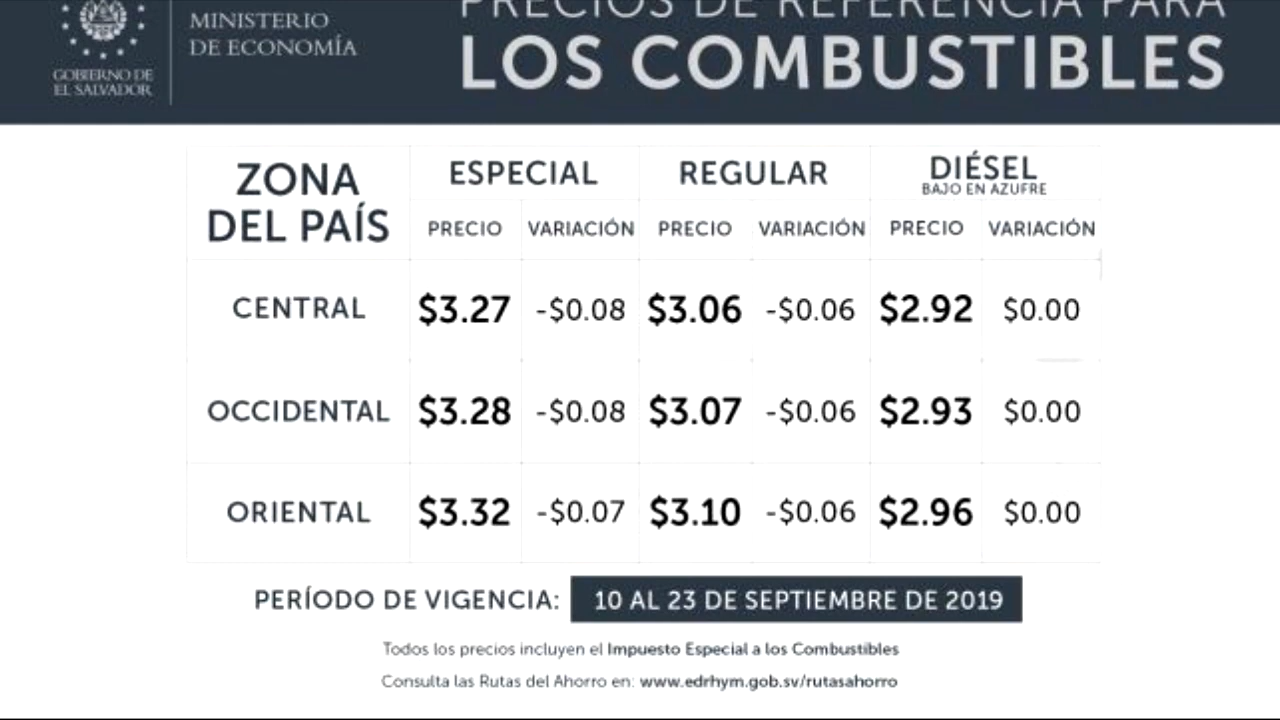 GOBIERNO DE
EL SALVADOR
MINISTERIO
DE ECONOMÍA
PRECIOS DE REFERENCIA PARA
LOS COMBUSTIBLES
ZONA
DEL PAÍS
ESPECIAL REGULAR DIÉSEL
BAJO EN AZUFRE
PRECIO VARIACIÓN PRECIO VARIACIÓN PRECIO VARIACIÓN
CENTRAL $3.27 -$0.08 $3.06 -$0.06 $2.92 $0.00
OCCIDENTAL $3.28 -$0.08 $3.07 -$0.06 $2.93 $0.00
ORIENTAL $3.32 -$0.07 $3.10 -$0.06 $2.96 $0.00
PERÍODO DE VIGENCIA: 10 AL 23 DE SEPTIEMBRE DE 2019
Todos los precios incluyen el Impuesto Especial a los Combustibles
Consulta las Rutas del Ahorro en: www.edrhym.gob.sv/rutasahorro